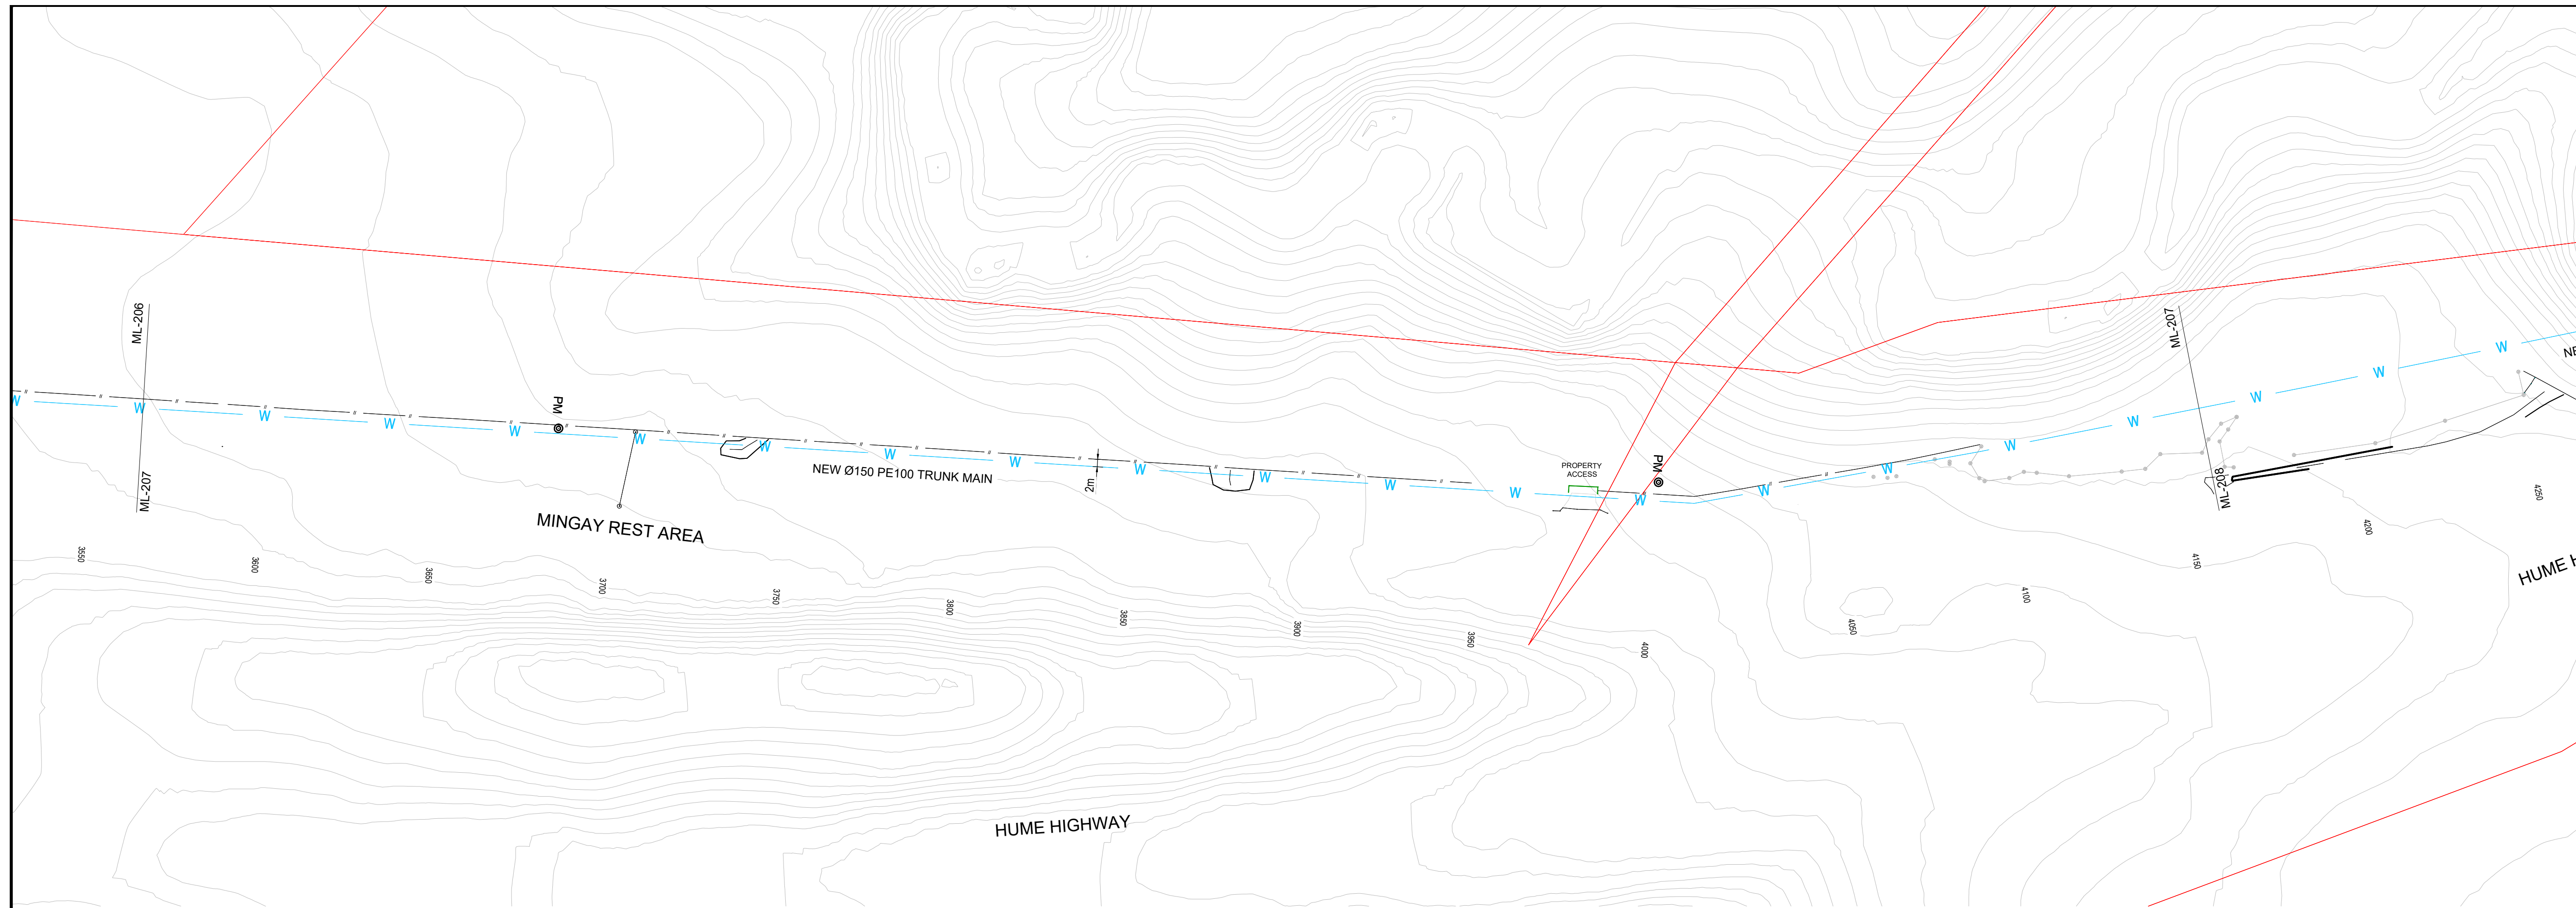 ML-206
ML-207
PM
NEW Ø150 PE100 TRUNK MAIN
2m
MINGAY REST AREA
PROPERTY
ACCESS
PM
ML-207
ML-208
NE
W W W W W W W W W W W W W W W W W W W W W
3550
3600
3650
3700
3750
3800
3850
3900
3950
4000
4050
4100
4150
4200
4250
HUME HIGHWAY
HUME H